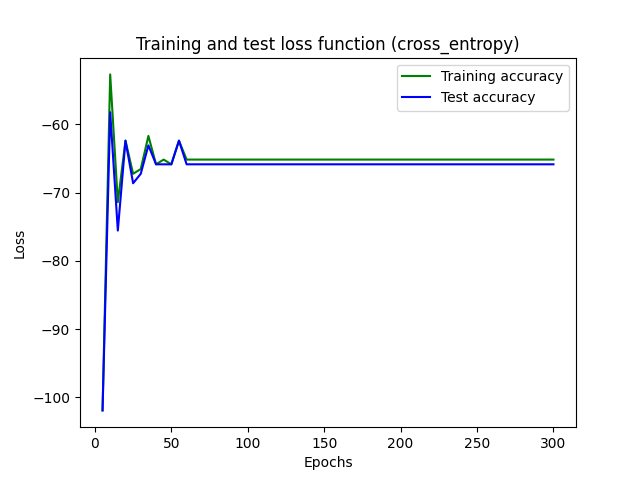 Training and test loss function (cross_entropy)
Training accuracy
Test accuracy
−60
−70
−80
−90
−100
Loss
0 50 100 150 200 250 300
Epochs